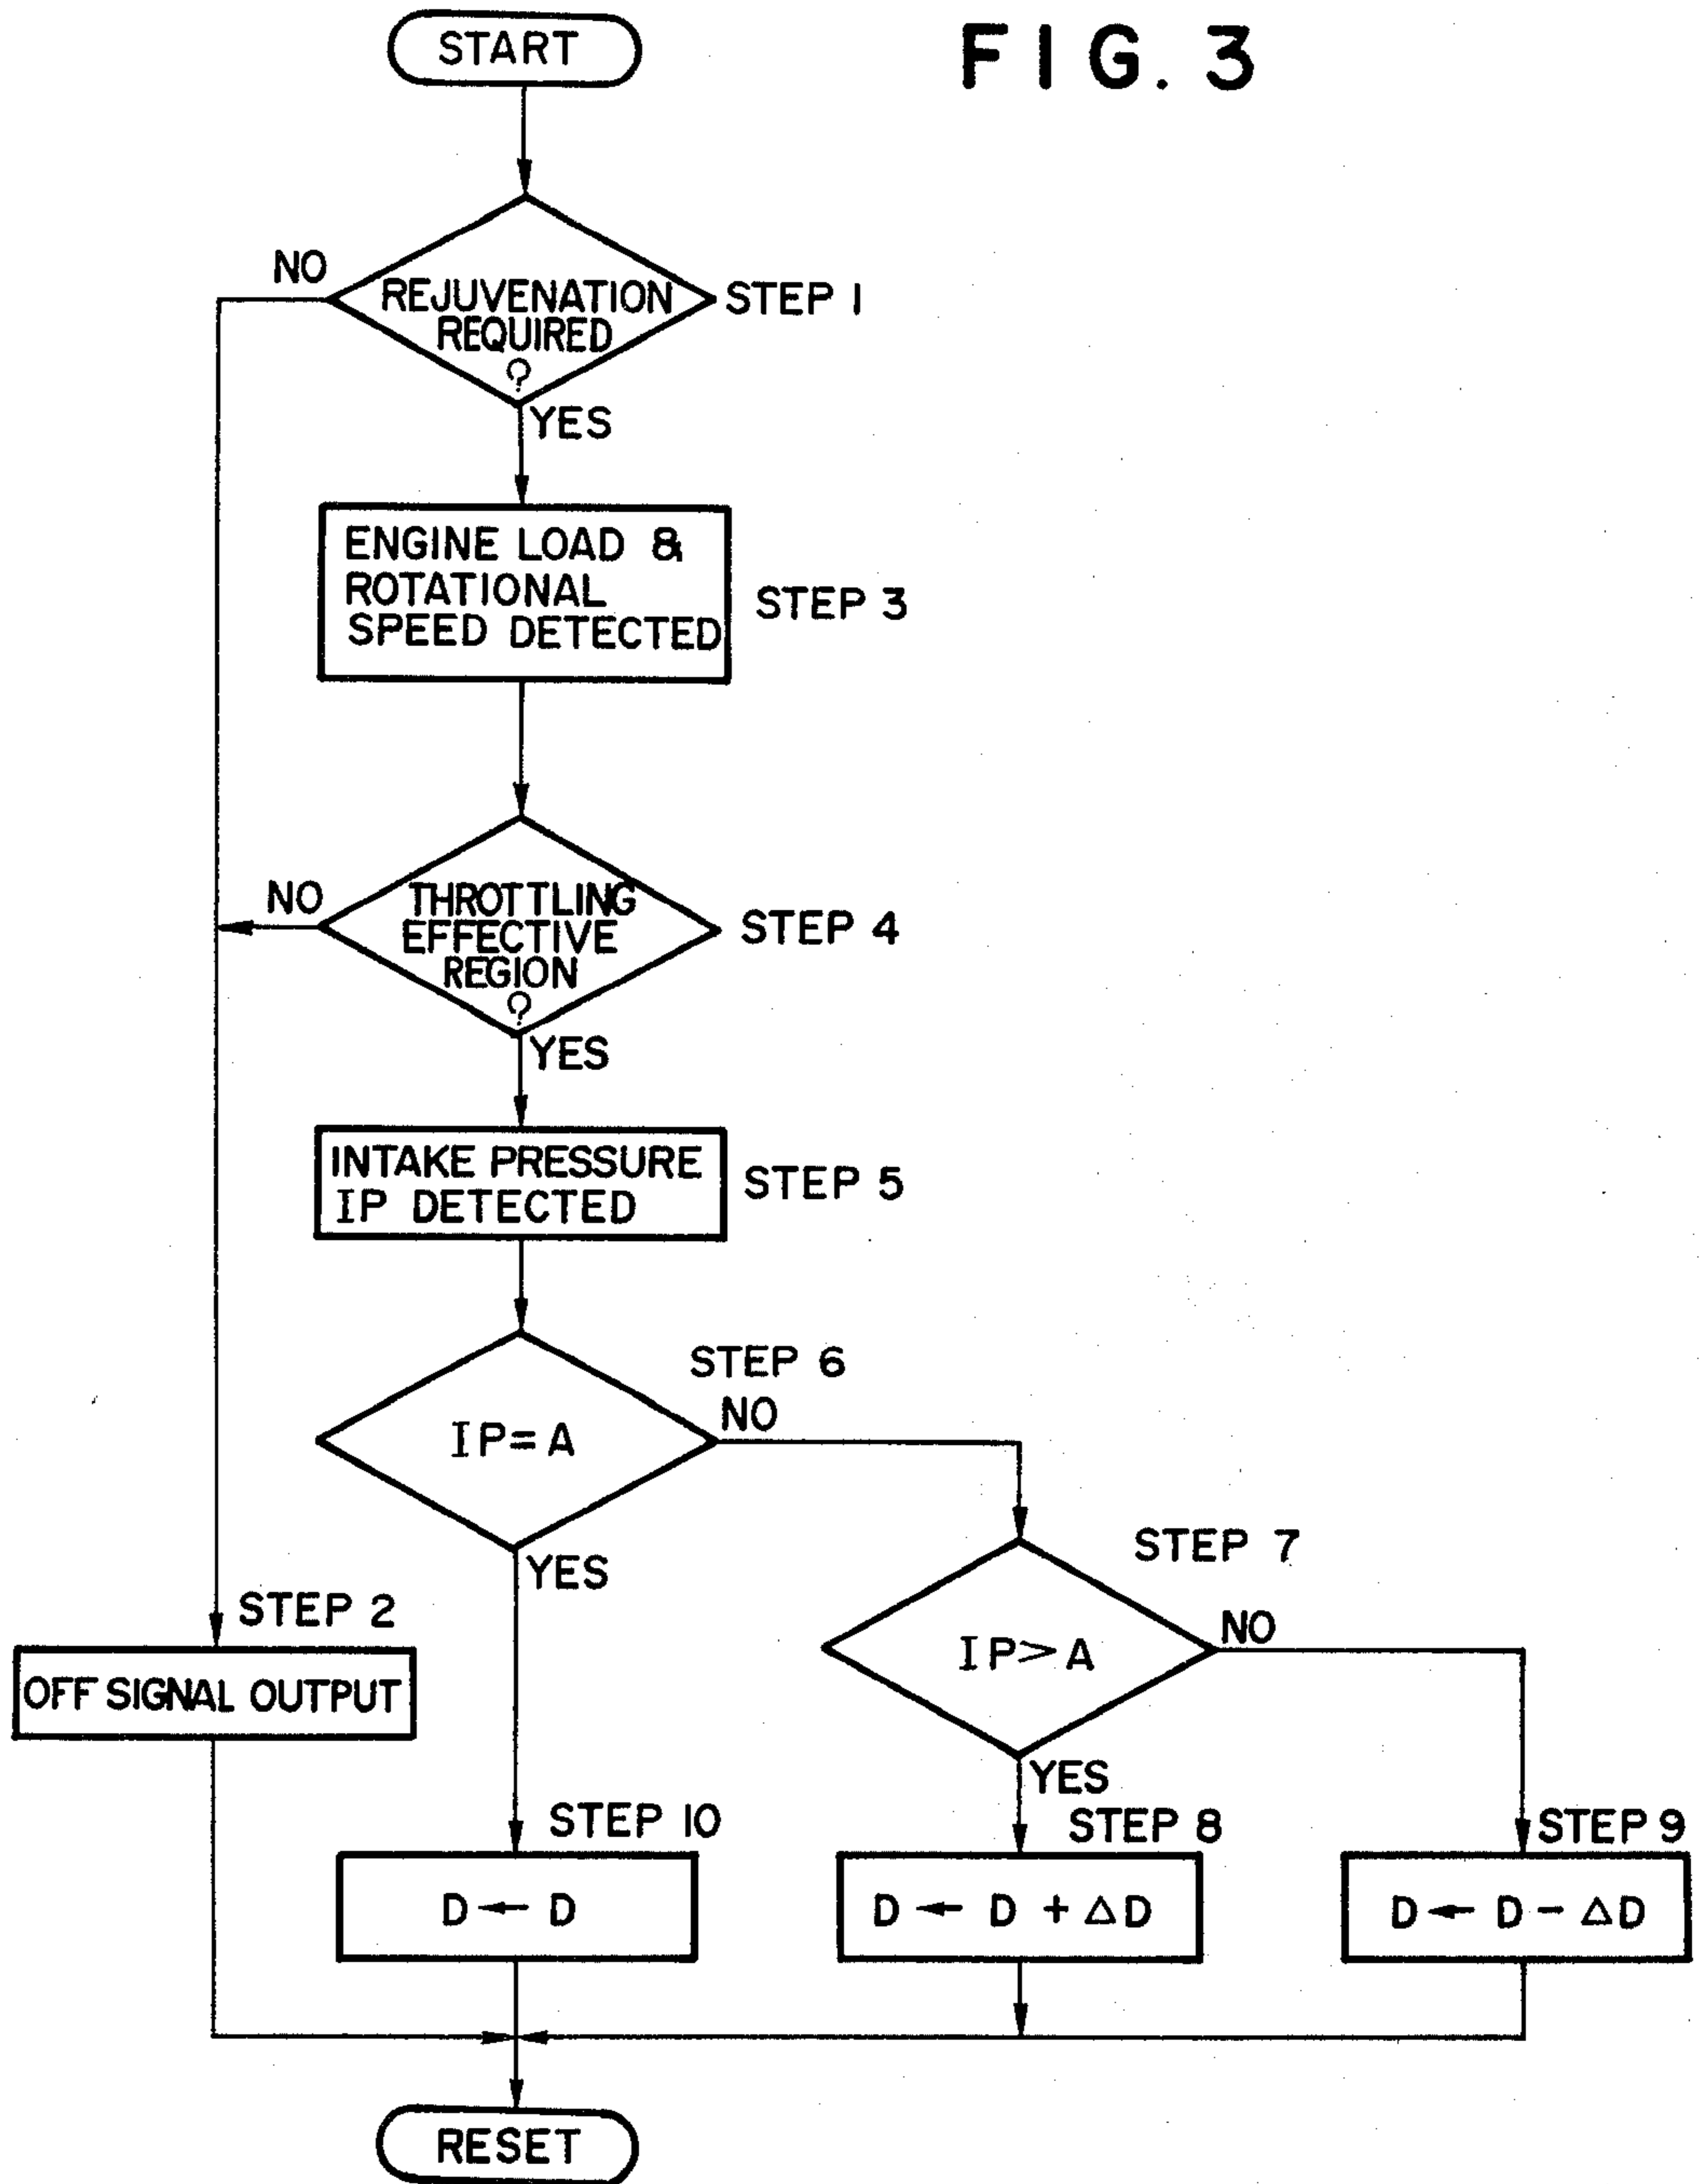 FIG. 3
START
NO
REJUVENATION
REQUIRED
?
STEP 1
YES
ENGINE LOAD &
ROTATIONAL
SPEED DETECTED
STEP 3
NO
THROTTLING
EFFECTIVE
REGION
?
STEP 4
YES
INTAKE PRESSURE
IP DETECTED
STEP 5
STEP 6
NO
IP=A
YES
STEP 7
NO
IP>A
YES
STEP 2
OFF SIGNAL OUTPUT
STEP 10
D ← D
STEP 8
D ← D + △D
STEP 9
D ← D − △D
RESET